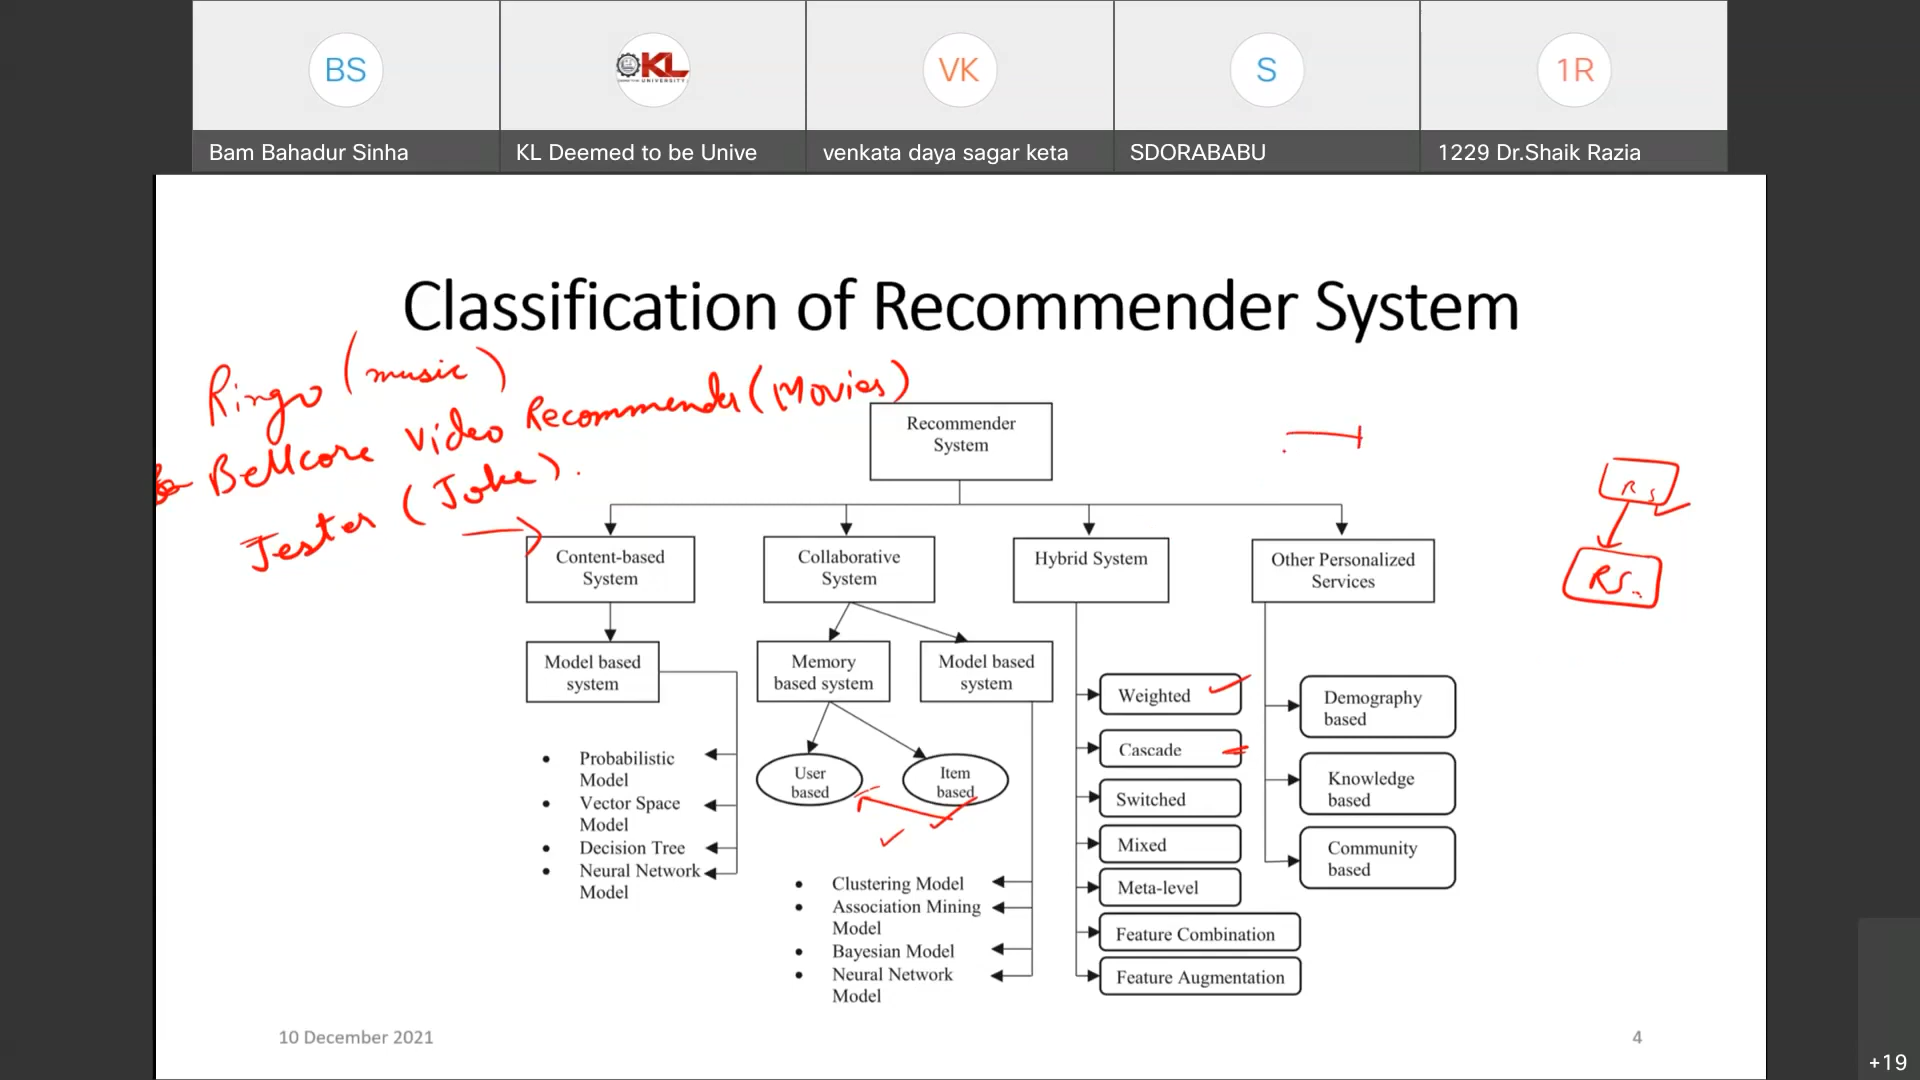 BS
KL
UNIVERSITY
VK
S
1R
Bam Bahadur Sinha
KL Deemed to be Unive
venkata daya sagar keta
SDORABABU
1229 Dr.Shaik Razia
Classification of Recommender System
Ringo (music)
Bellcore Video Recommender (Movies)
Jester (Joke).
RS
RS.
Recommender
System
Content-based
System
Collaborative
System
Hybrid System
Other Personalized
Services
Model based
system
Memory
based system
Model based
system
User
based
Item
based
• Probabilistic
Model
• Vector Space
Model
• Decision Tree
• Neural Network
Model
• Clustering Model
• Association Mining
Model
• Bayesian Model
• Neural Network
Model
Weighted
Cascade
Switched
Mixed
Meta-level
Feature Combination
Feature Augmentation
Demography
based
Knowledge
based
Community
based
10 December 2021
4
+19